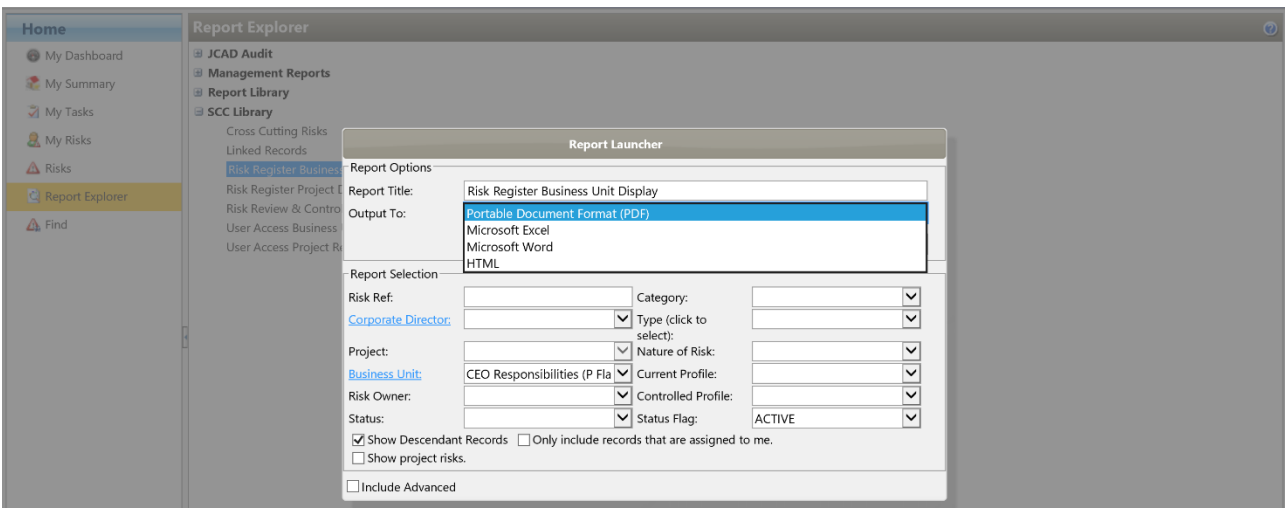 Home
My Dashboard
My Summary
My Tasks
My Risks
Risks
Report Explorer
Find
Report Explorer
JCAD Audit
Management Reports
Report Library
SCC Library
Cross Cutting Risks
Linked Records
Risk Register Busines
Risk Register Project
Risk Review & Contro
User Access Business
User Access Project R
Report Launcher
Report Options
Report Title: Risk Register Business Unit Display
Output To: Portable Document Format (PDF)
Microsoft Excel
Microsoft Word
HTML
Report Selection
Risk Ref: Category:
Corporate Director: Type (click to
select):
Project: Nature of Risk:
Business Unit: CEO Responsibilities (P Fla Current Profile:
Risk Owner: Controlled Profile:
Status: Status Flag: ACTIVE
Show Descendant Records Only include records that are assigned to me.
Show project risks.
Include Advanced